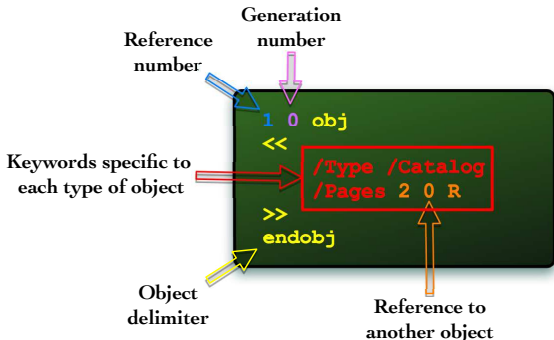 Generation
number
Reference
number
1 0 obj
<<
Keywords specific to
each type of object
/Type /Catalog
/Pages 2 0 R
>>
endobj
Object
delimiter
Reference to
another object